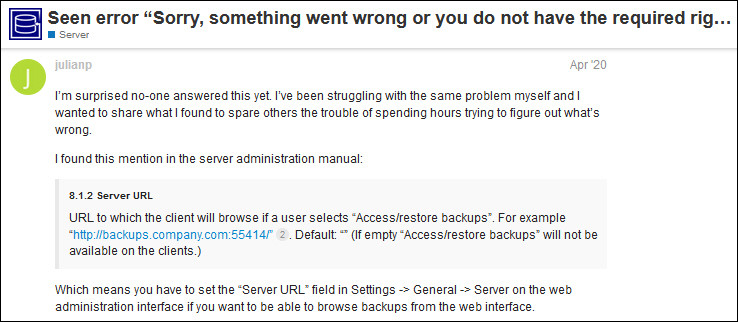 Seen error “Sorry, something went wrong or you do not have the required rig…
Server
julianp
Apr '20
J
I’m surprised no-one answered this yet. I’ve been struggling with the same problem myself and I
wanted to share what I found to spare others the trouble of spending hours trying to figure out what’s
wrong.
I found this mention in the server administration manual:
8.1.2 Server URL
URL to which the client will browse if a user selects “Access/restore backups”. For example
“http://backups.company.com:55414/” 2 . Default: “” (If empty “Access/restore backups” will not be
available on the clients.)
Which means you have to set the “Server URL” field in Settings -> General -> Server on the web
administration interface if you want to be able to browse backups from the web interface.